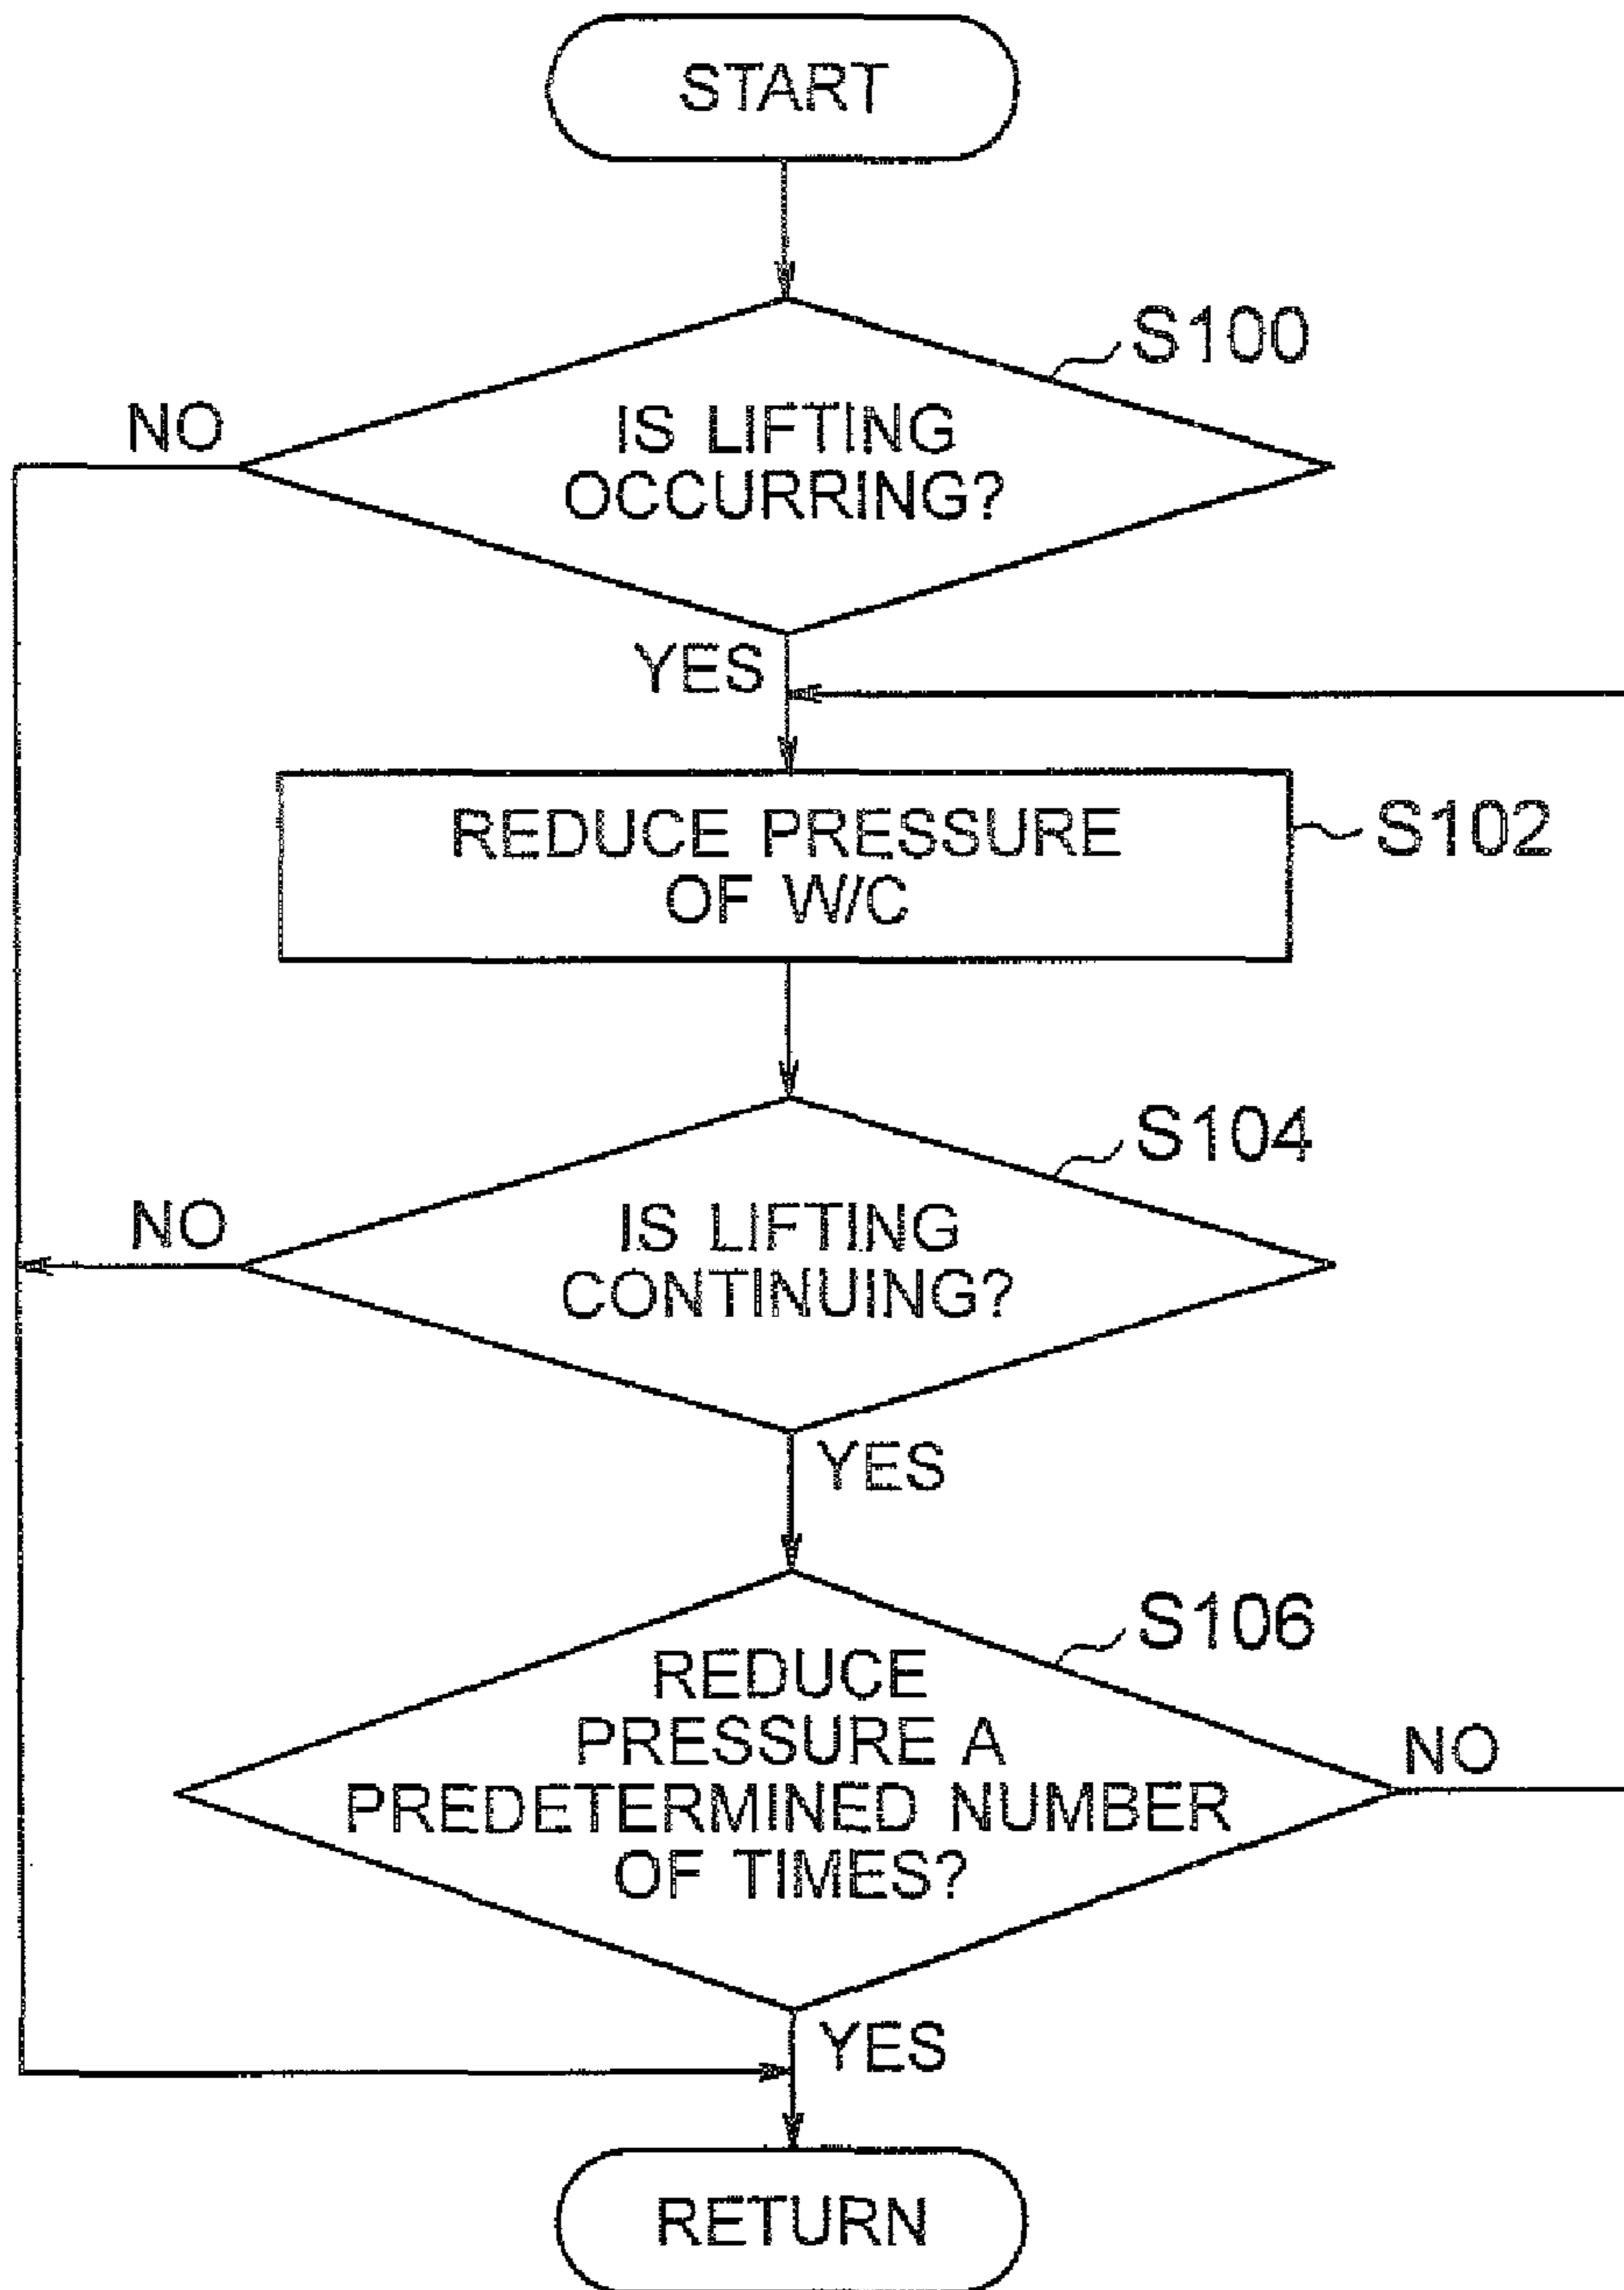 START
S100
NO
IS LIFTING
OCCURRING?
YES
REDUCE PRESSURE
OF W/C
S102
S104
NO
IS LIFTING
CONTINUING?
YES
S106
REDUCE
PRESSURE A
PREDETERMINED NUMBER
OF TIMES?
NO
YES
RETURN